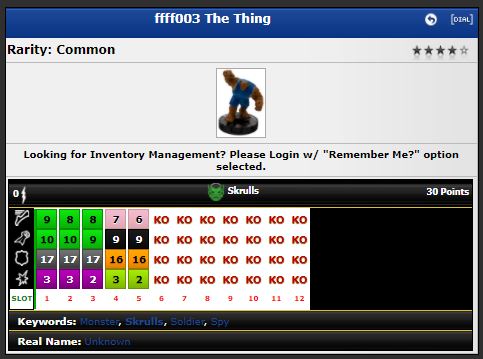 ffff003 The Thing
[DIAL]
Rarity: Common
Looking for Inventory Management? Please Login w/ "Remember Me?" option
selected.
0 Skrulls 30 Points
9 8 8 7 6 KO KO KO KO KO KO KO
10 10 9 9 9 KO KO KO KO KO KO KO
17 17 17 16 16 KO KO KO KO KO KO KO
3 3 2 3 2 KO KO KO KO KO KO KO
SLOT 1 2 3 4 5 6 7 8 9 10 11 12
Keywords: Monster, Skrulls, Soldier, Spy
Real Name: Unknown